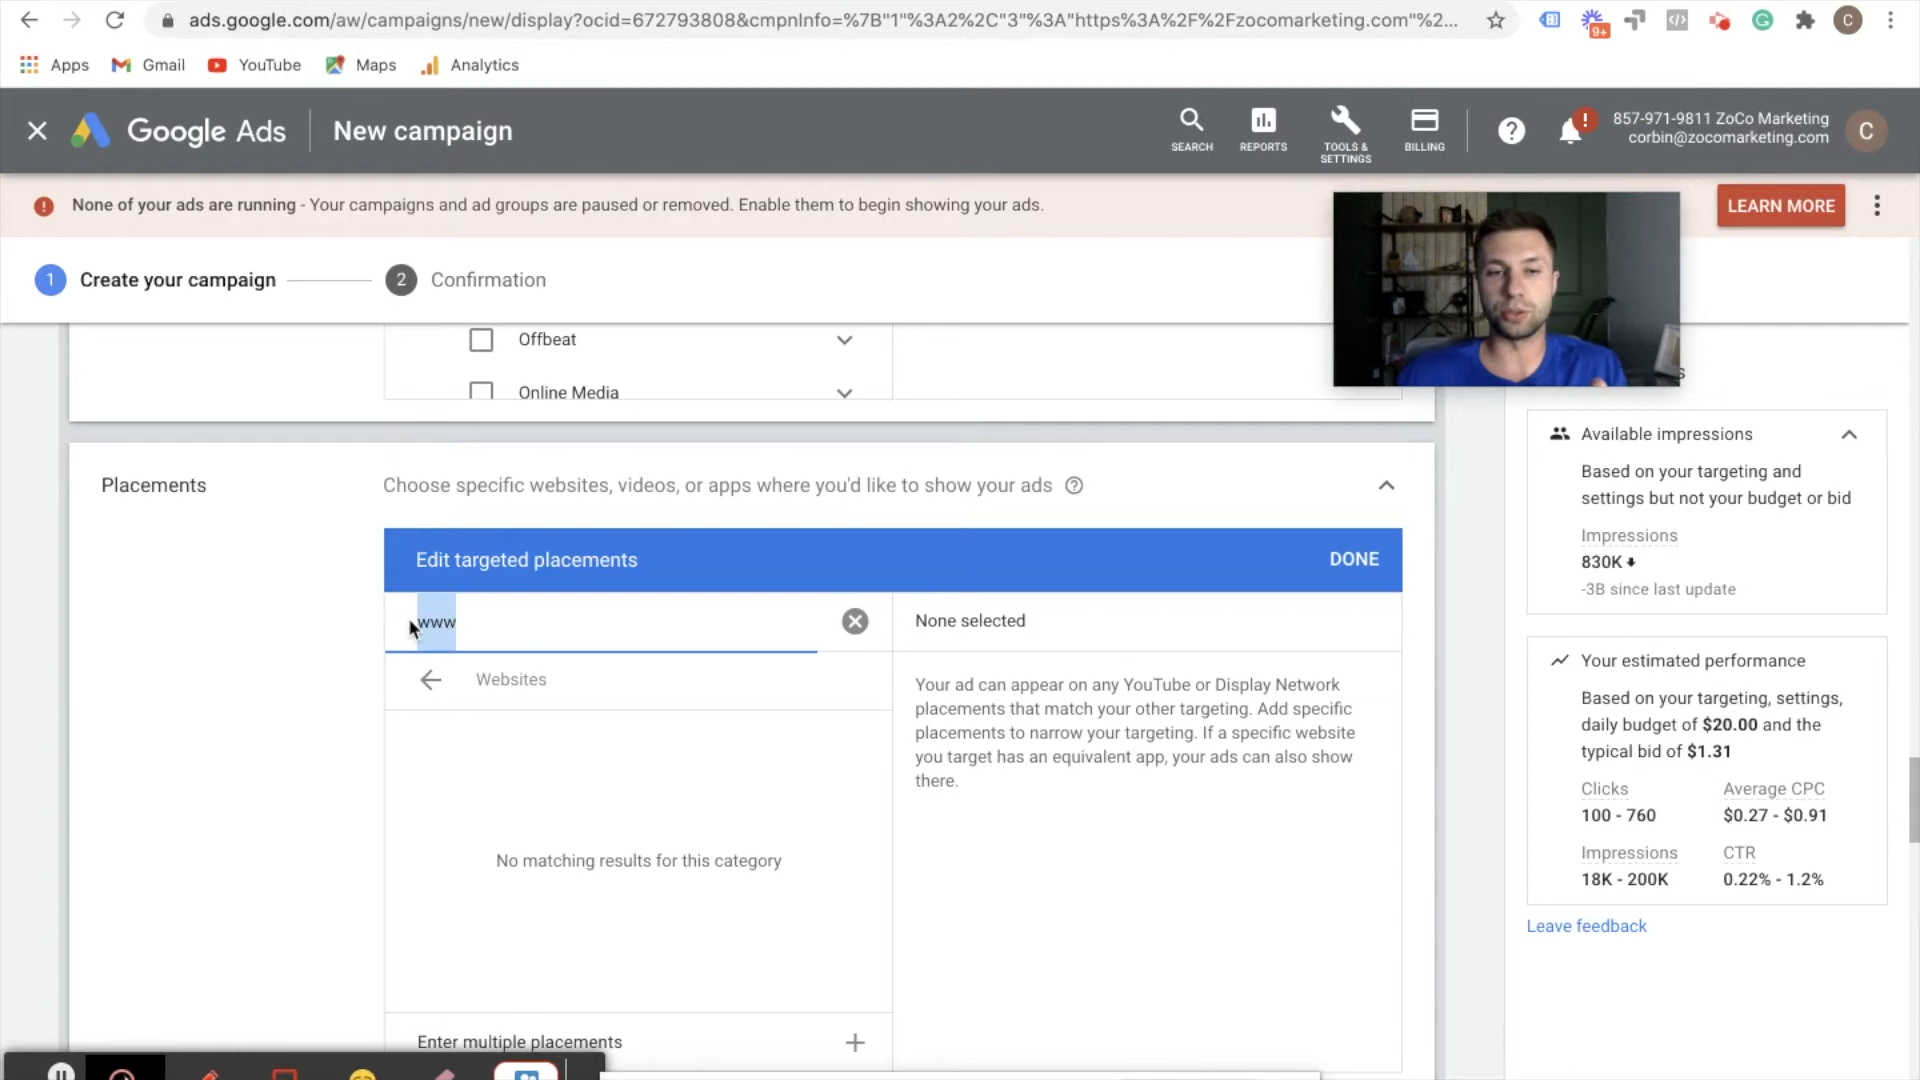 ads.google.com/aw/campaigns/new/display?ocid=672793808&cmpnInfo=%7B"1"%3A2%2C"3"%3A"https%3A%2F%2Fzocomarketing.com"%2...
9+
C
Apps
Gmail
YouTube
Maps
Analytics
Google Ads
New campaign
SEARCH
REPORTS
TOOLS &
SETTINGS
BILLING
857-971-9811 ZoCo Marketing
corbin@zocomarketing.com
C
None of your ads are running - Your campaigns and ad groups are paused or removed. Enable them to begin showing your ads.
LEARN MORE
1 Create your campaign
2 Confirmation
Offbeat
Online Media
Placements
Choose specific websites, videos, or apps where you'd like to show your ads
Edit targeted placements
DONE
www
None selected
Websites
Your ad can appear on any YouTube or Display Network
placements that match your other targeting. Add specific
placements to narrow your targeting. If a specific website
you target has an equivalent app, your ads can also show
there.
No matching results for this category
Enter multiple placements
Available impressions
Based on your targeting and
settings but not your budget or bid
Impressions
830K
-3B since last update
Your estimated performance
Based on your targeting, settings,
daily budget of $20.00 and the
typical bid of $1.31
Clicks
Average CPC
100 - 760
$0.27 - $0.91
Impressions
CTR
18K - 200K
0.22% - 1.2%
Leave feedback